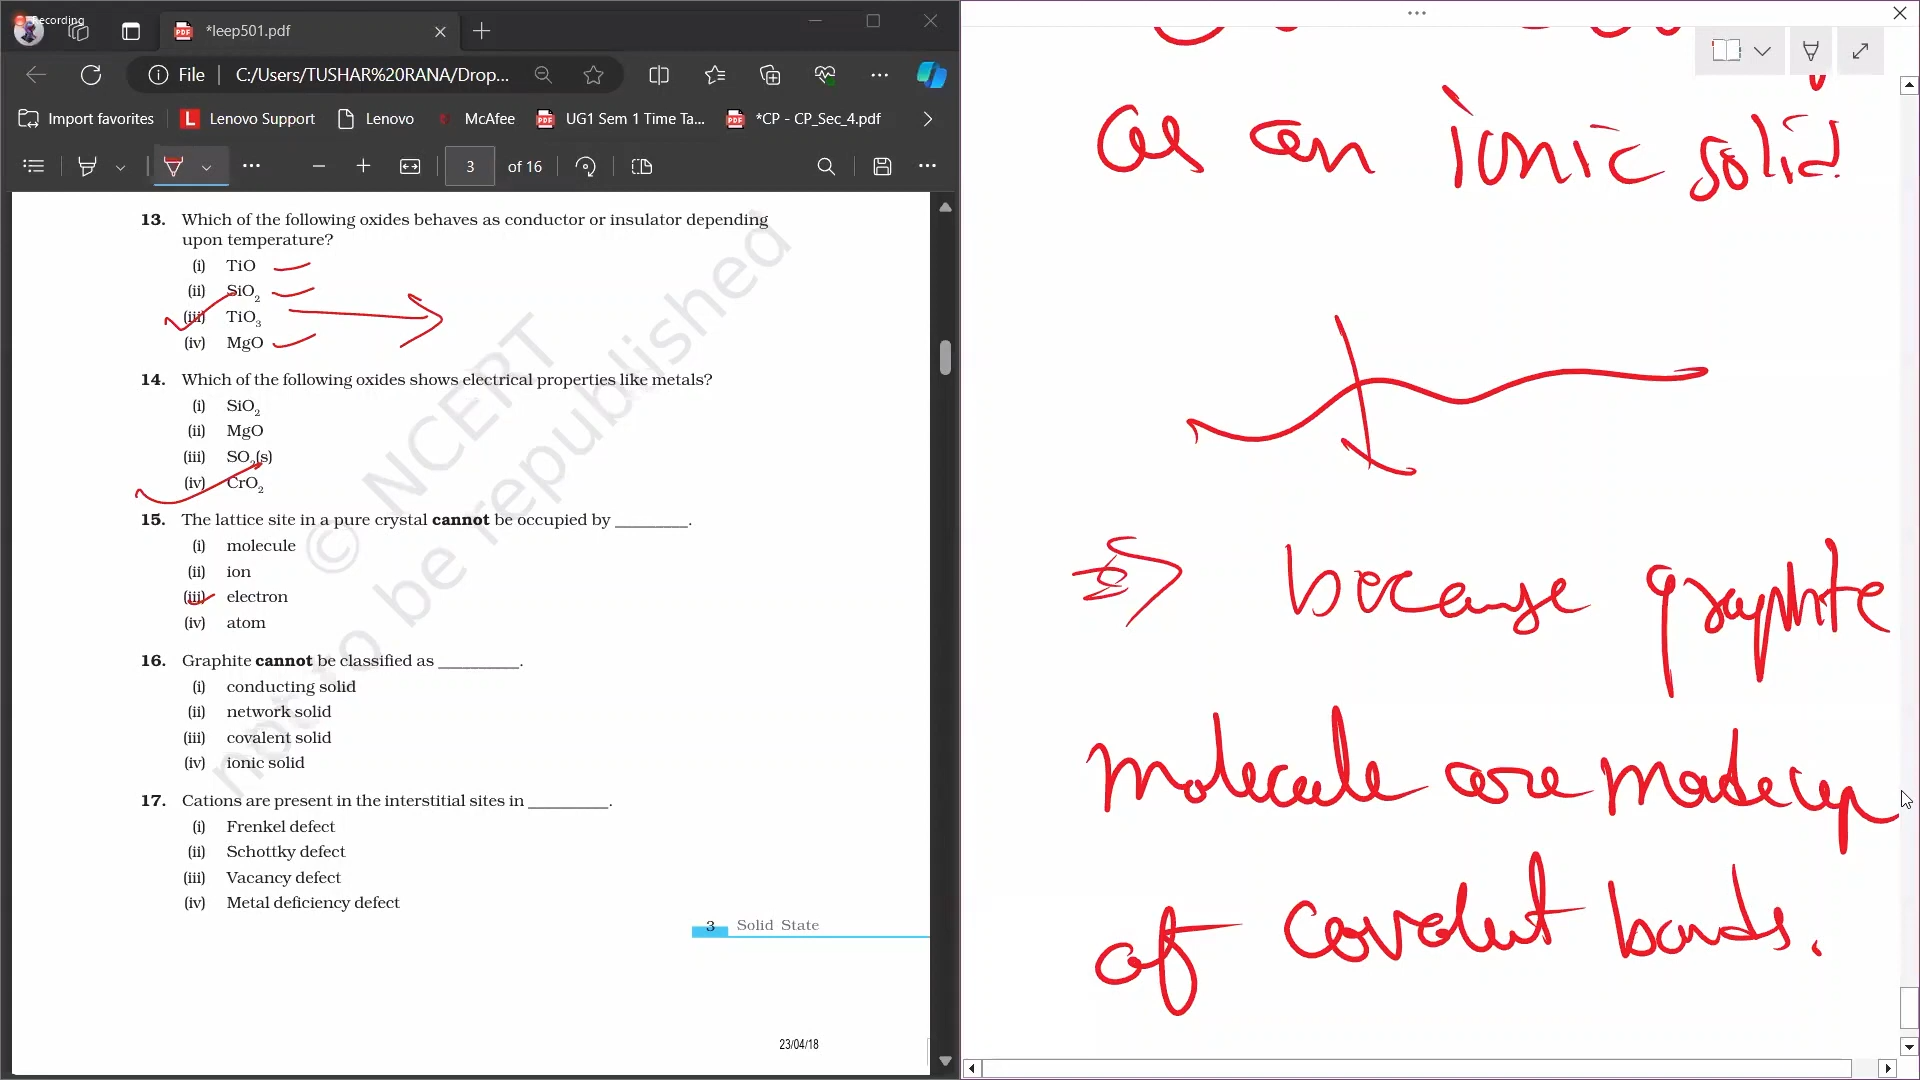 Recording
*leep501.pdf
File
C:/Users/TUSHAR%20RANA/Drop...
Import favorites
Lenovo Support
Lenovo
McAfee
UG1 Sem 1 Time Ta...
*CP - CP_Sec_4.pdf
3 of 16
13. Which of the following oxides behaves as conductor or insulator depending
upon temperature?
(i) TiO
(ii) SiO2
(iii) TiO3
(iv) MgO
14. Which of the following oxides shows electrical properties like metals?
(i) SiO2
(ii) MgO
(iii) SO2(s)
(iv) CrO2
15. The lattice site in a pure crystal cannot be occupied by _________.
(i) molecule
(ii) ion
(iii) electron
(iv) atom
16. Graphite cannot be classified as __________.
(i) conducting solid
(ii) network solid
(iii) covalent solid
(iv) ionic solid
17. Cations are present in the interstitial sites in __________.
(i) Frenkel defect
(ii) Schottky defect
(iii) Vacancy defect
(iv) Metal deficiency defect
3 Solid State
23/04/18
© NCERT
not to be republished
as an ionic solid
because graphite
molecule are made up
of covalent bonds.